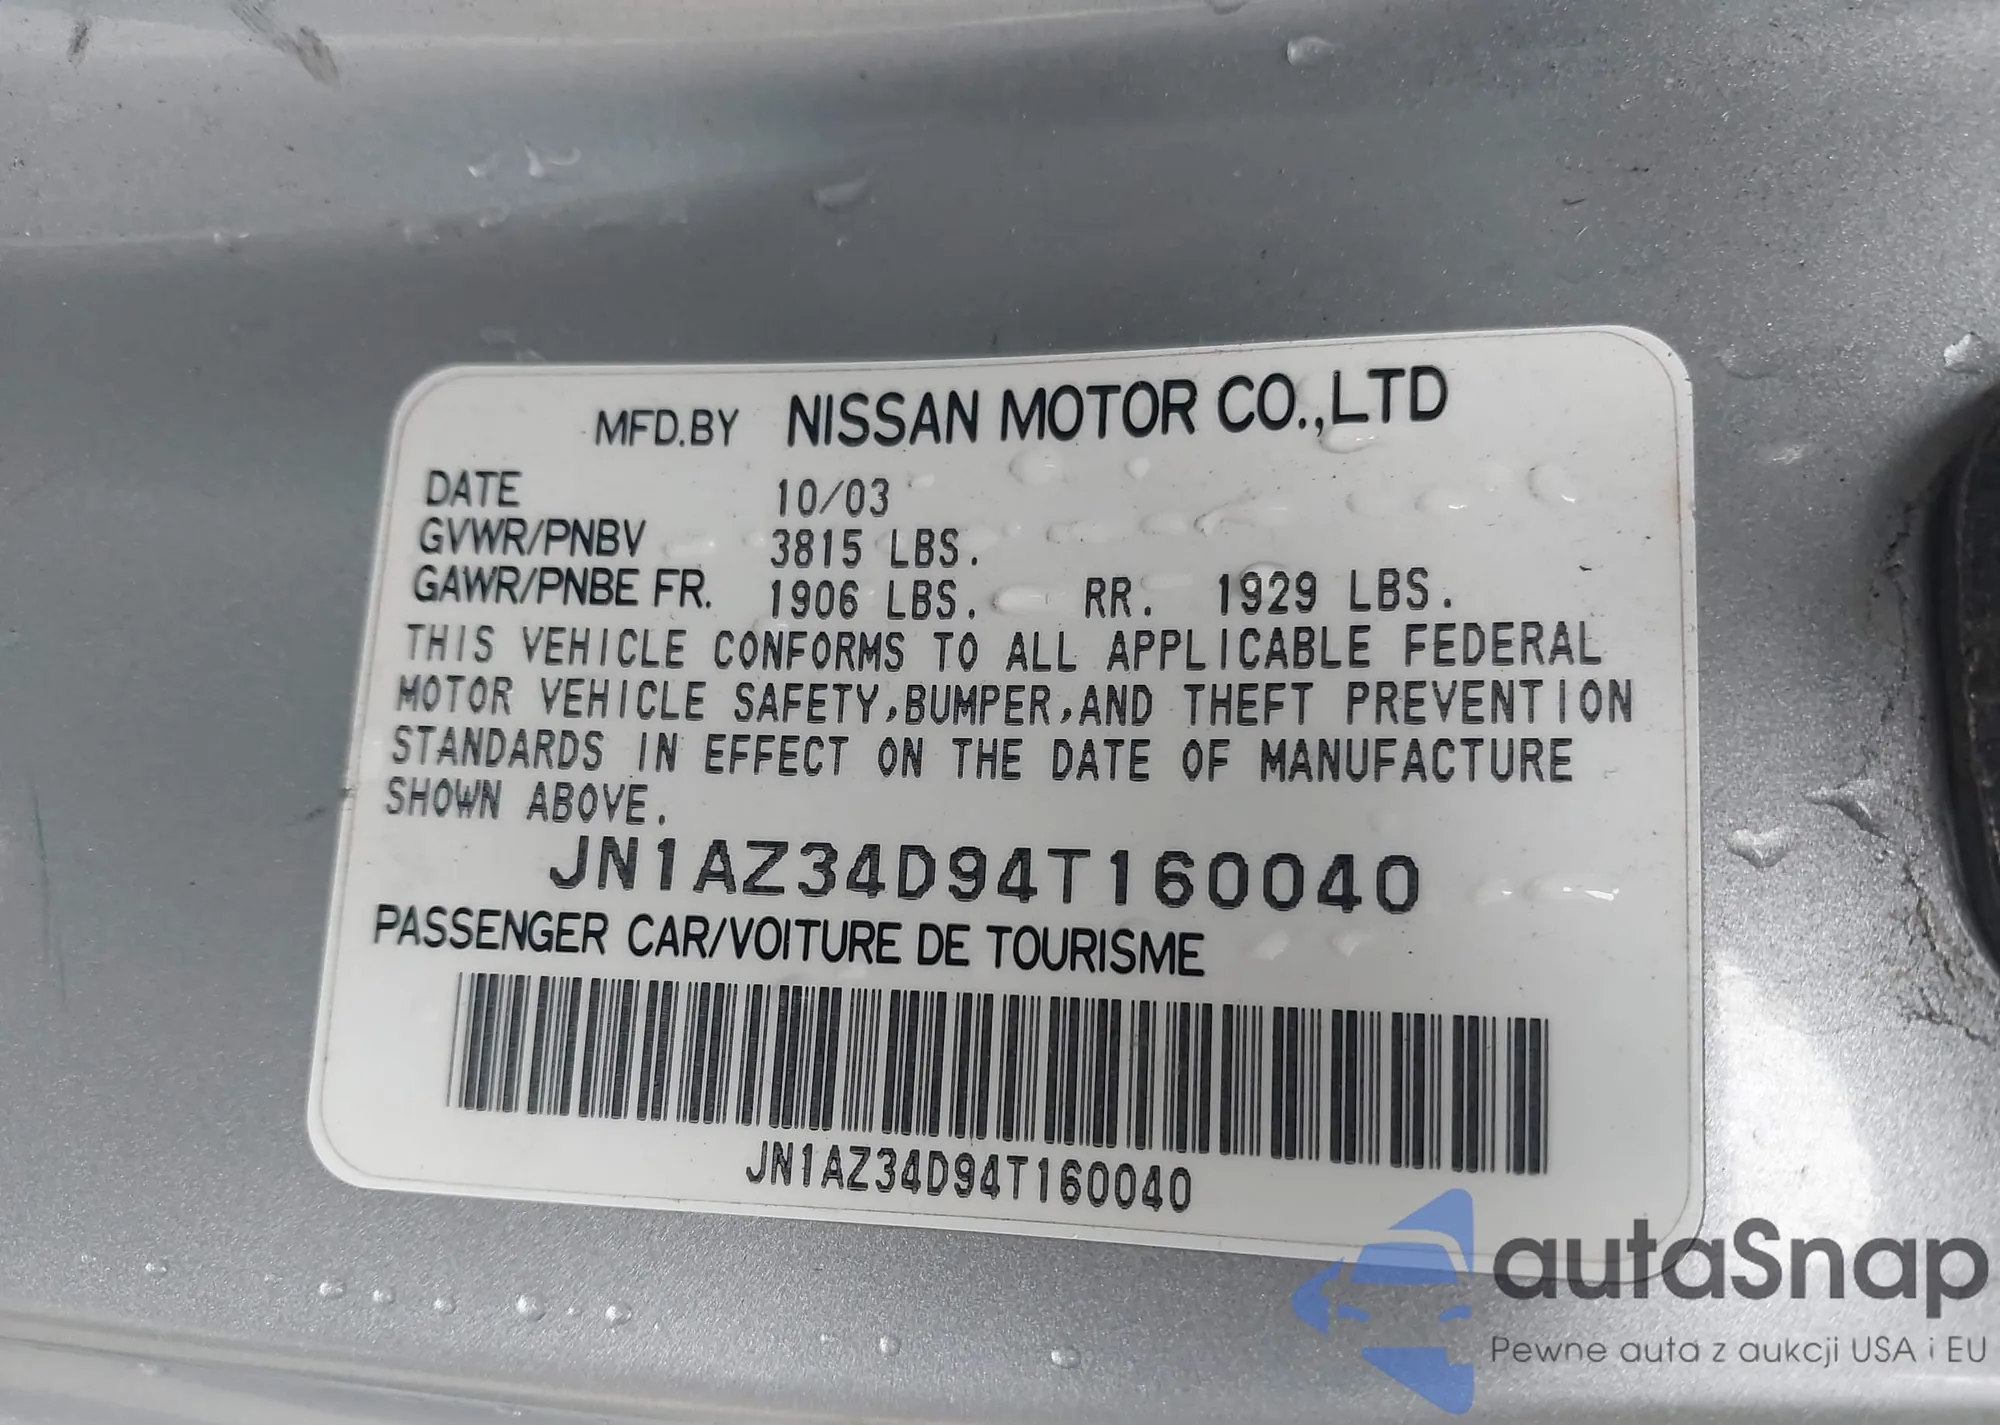 MFD.BY NISSAN MOTOR CO.,LTD
DATE 10/03
GVWR/PNBV 3815 LBS.
GAWR/PNBE FR. 1906 LBS. RR. 1929 LBS.
THIS VEHICLE CONFORMS TO ALL APPLICABLE FEDERAL
MOTOR VEHICLE SAFETY,BUMPER,AND THEFT PREVENTION
STANDARDS IN EFFECT ON THE DATE OF MANUFACTURE
SHOWN ABOVE.
JN1AZ34D94T160040
PASSENGER CAR/VOITURE DE TOURISME
JN1AZ34D94T160040
autaSnap
Pewne auta z aukcji USA i EU